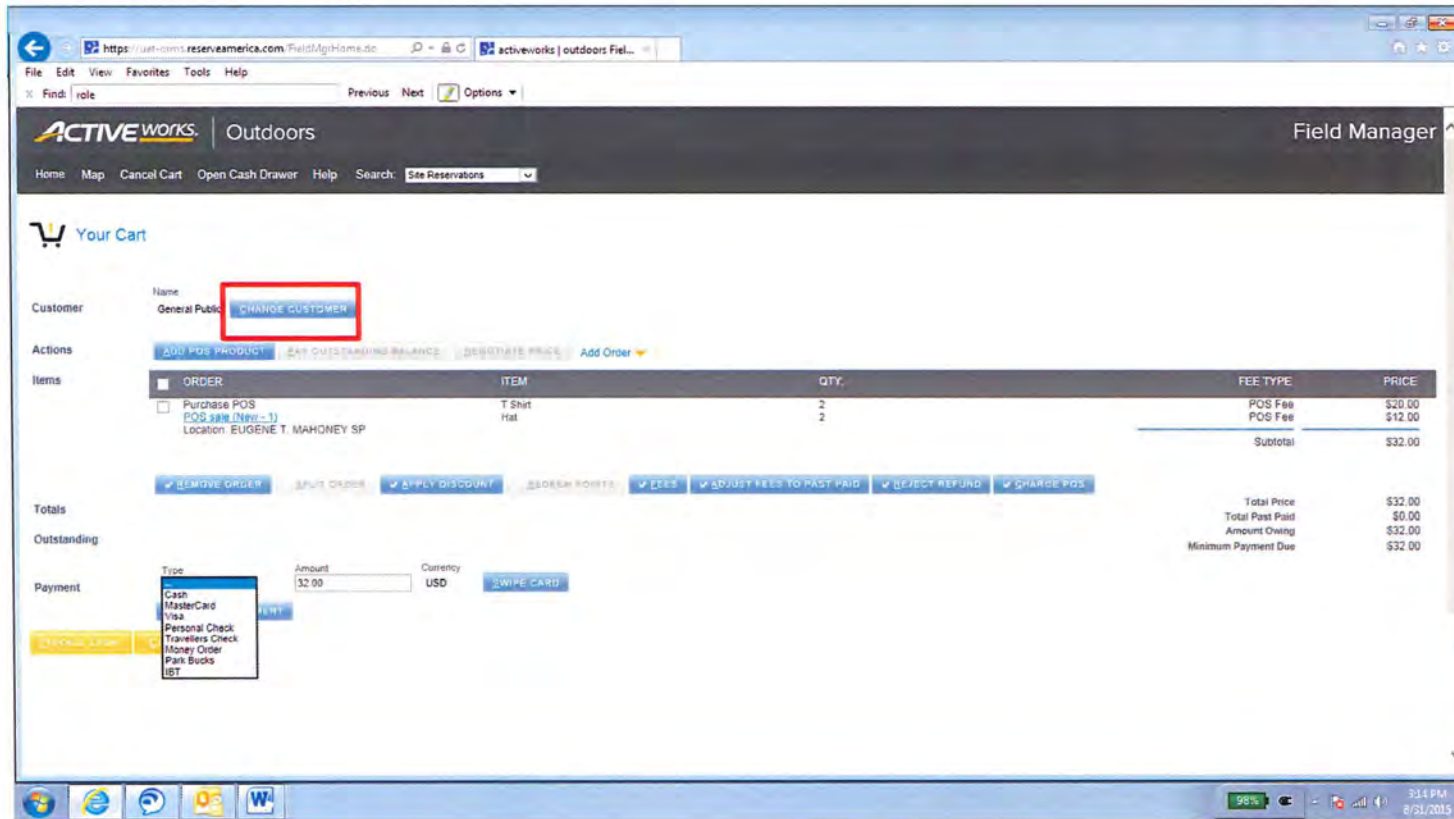 https://uat-orms.reserveamerica.com/FieldMgrHome.do activeworks | outdoors Fiel...
File Edit View Favorites Tools Help
x Find: role Previous Next Options
ACTIVE works. Outdoors Field Manager
Home Map Cancel Cart Open Cash Drawer Help Search: Site Reservations
Your Cart
Name
Customer General Public CHANGE CUSTOMER
Actions ADD POS PRODUCT PAY OUTSTANDING BALANCE NEGOTIATE PRICE Add Order
Items ORDER ITEM QTY. FEE TYPE PRICE
Purchase POS T Shirt 2 POS Fee $20.00
POS sale (New - 1) Hat 2 POS Fee $12.00
Location: EUGENE T. MAHONEY SP
Subtotal $32.00
REMOVE ORDER SPLIT ORDER APPLY DISCOUNT REDEEM POINTS FEES ADJUST FEES TO PAST PAID REJECT REFUND CHARGE POS
Totals Total Price $32.00
Total Past Paid $0.00
Outstanding Amount Owing $32.00
Minimum Payment Due $32.00
Type Amount Currency
Payment -- 32.00 USD SWIPE CARD
Cash
MasterCard
Visa
Personal Check
Travellers Check
Money Order
Park Bucks
IBT
98% 3:14 PM
8/31/2015